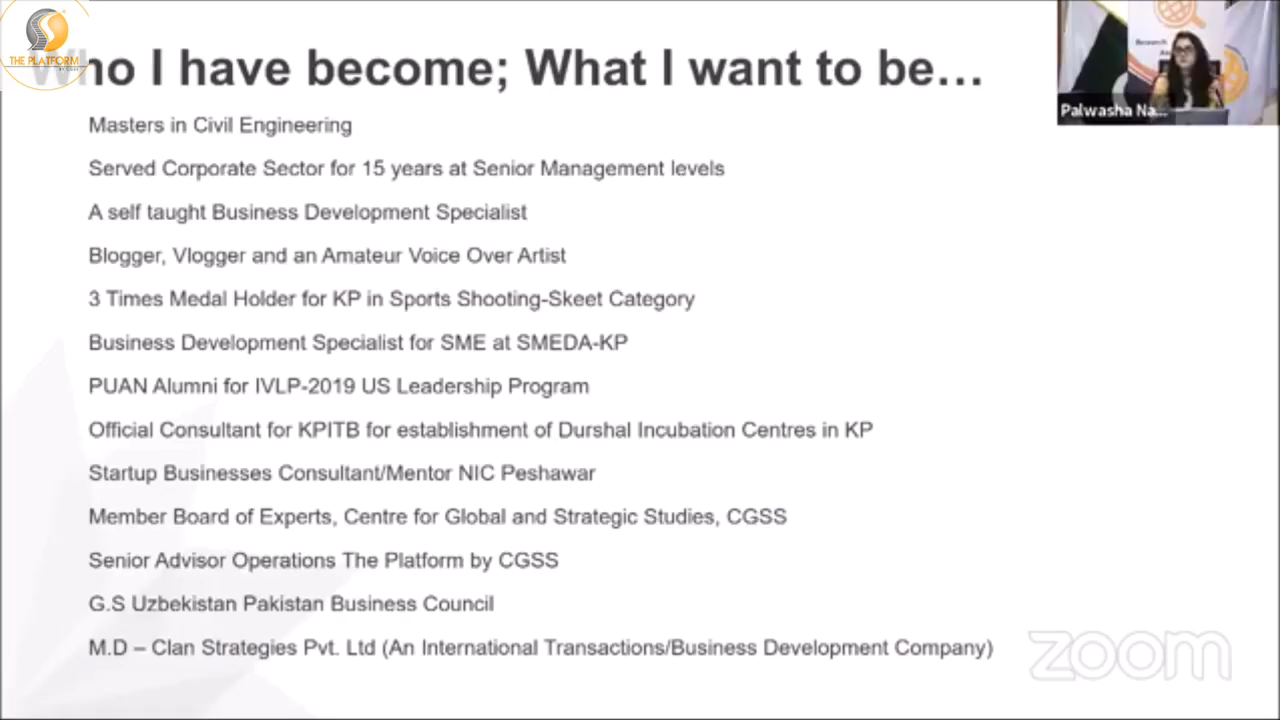 THE PLATFORM
Who I have become; What I want to be...
Masters in Civil Engineering
Served Corporate Sector for 15 years at Senior Management levels
A self taught Business Development Specialist
Blogger, Vlogger and an Amateur Voice Over Artist
3 Times Medal Holder for KP in Sports Shooting-Skeet Category
Business Development Specialist for SME at SMEDA-KP
PUAN Alumni for IVLP-2019 US Leadership Program
Official Consultant for KPITB for establishment of Durshal Incubation Centres in KP
Startup Businesses Consultant/Mentor NIC Peshawar
Member Board of Experts, Centre for Global and Strategic Studies, CGSS
Senior Advisor Operations The Platform by CGSS
G.S Uzbekistan Pakistan Business Council
M.D – Clan Strategies Pvt. Ltd (An International Transactions/Business Development Company)
Research
Palwasha Na...
zoom